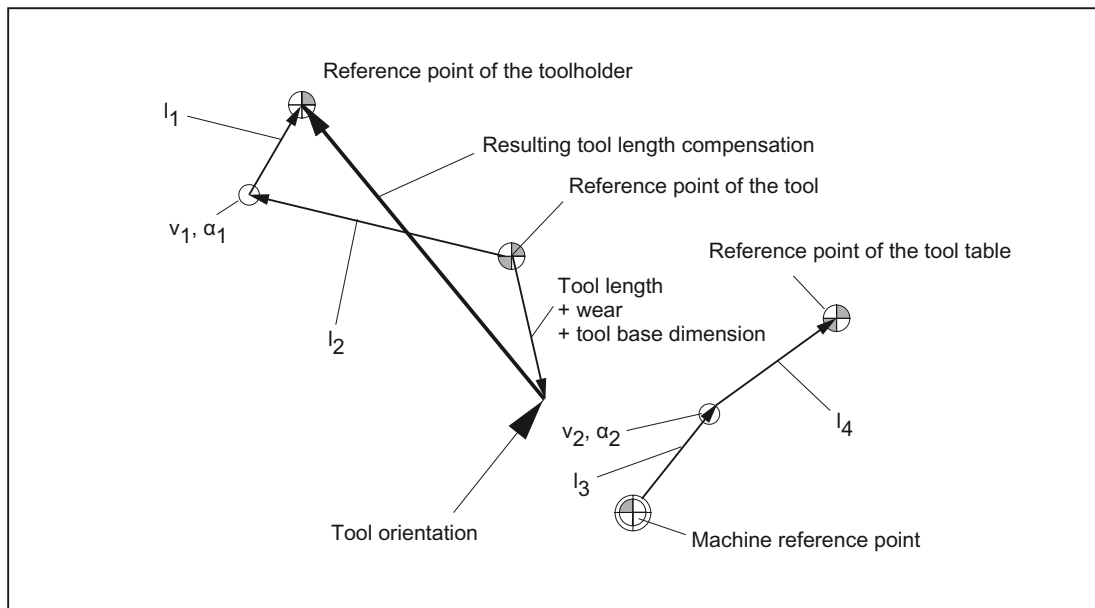 Reference point of the toolholder
l1
Resulting tool length compensation
Reference point of the tool
v1, α1
Reference point of the tool table
Tool length
+ wear
+ tool base dimension
l2
v2, α2
l4
l3
Tool orientation
Machine reference point